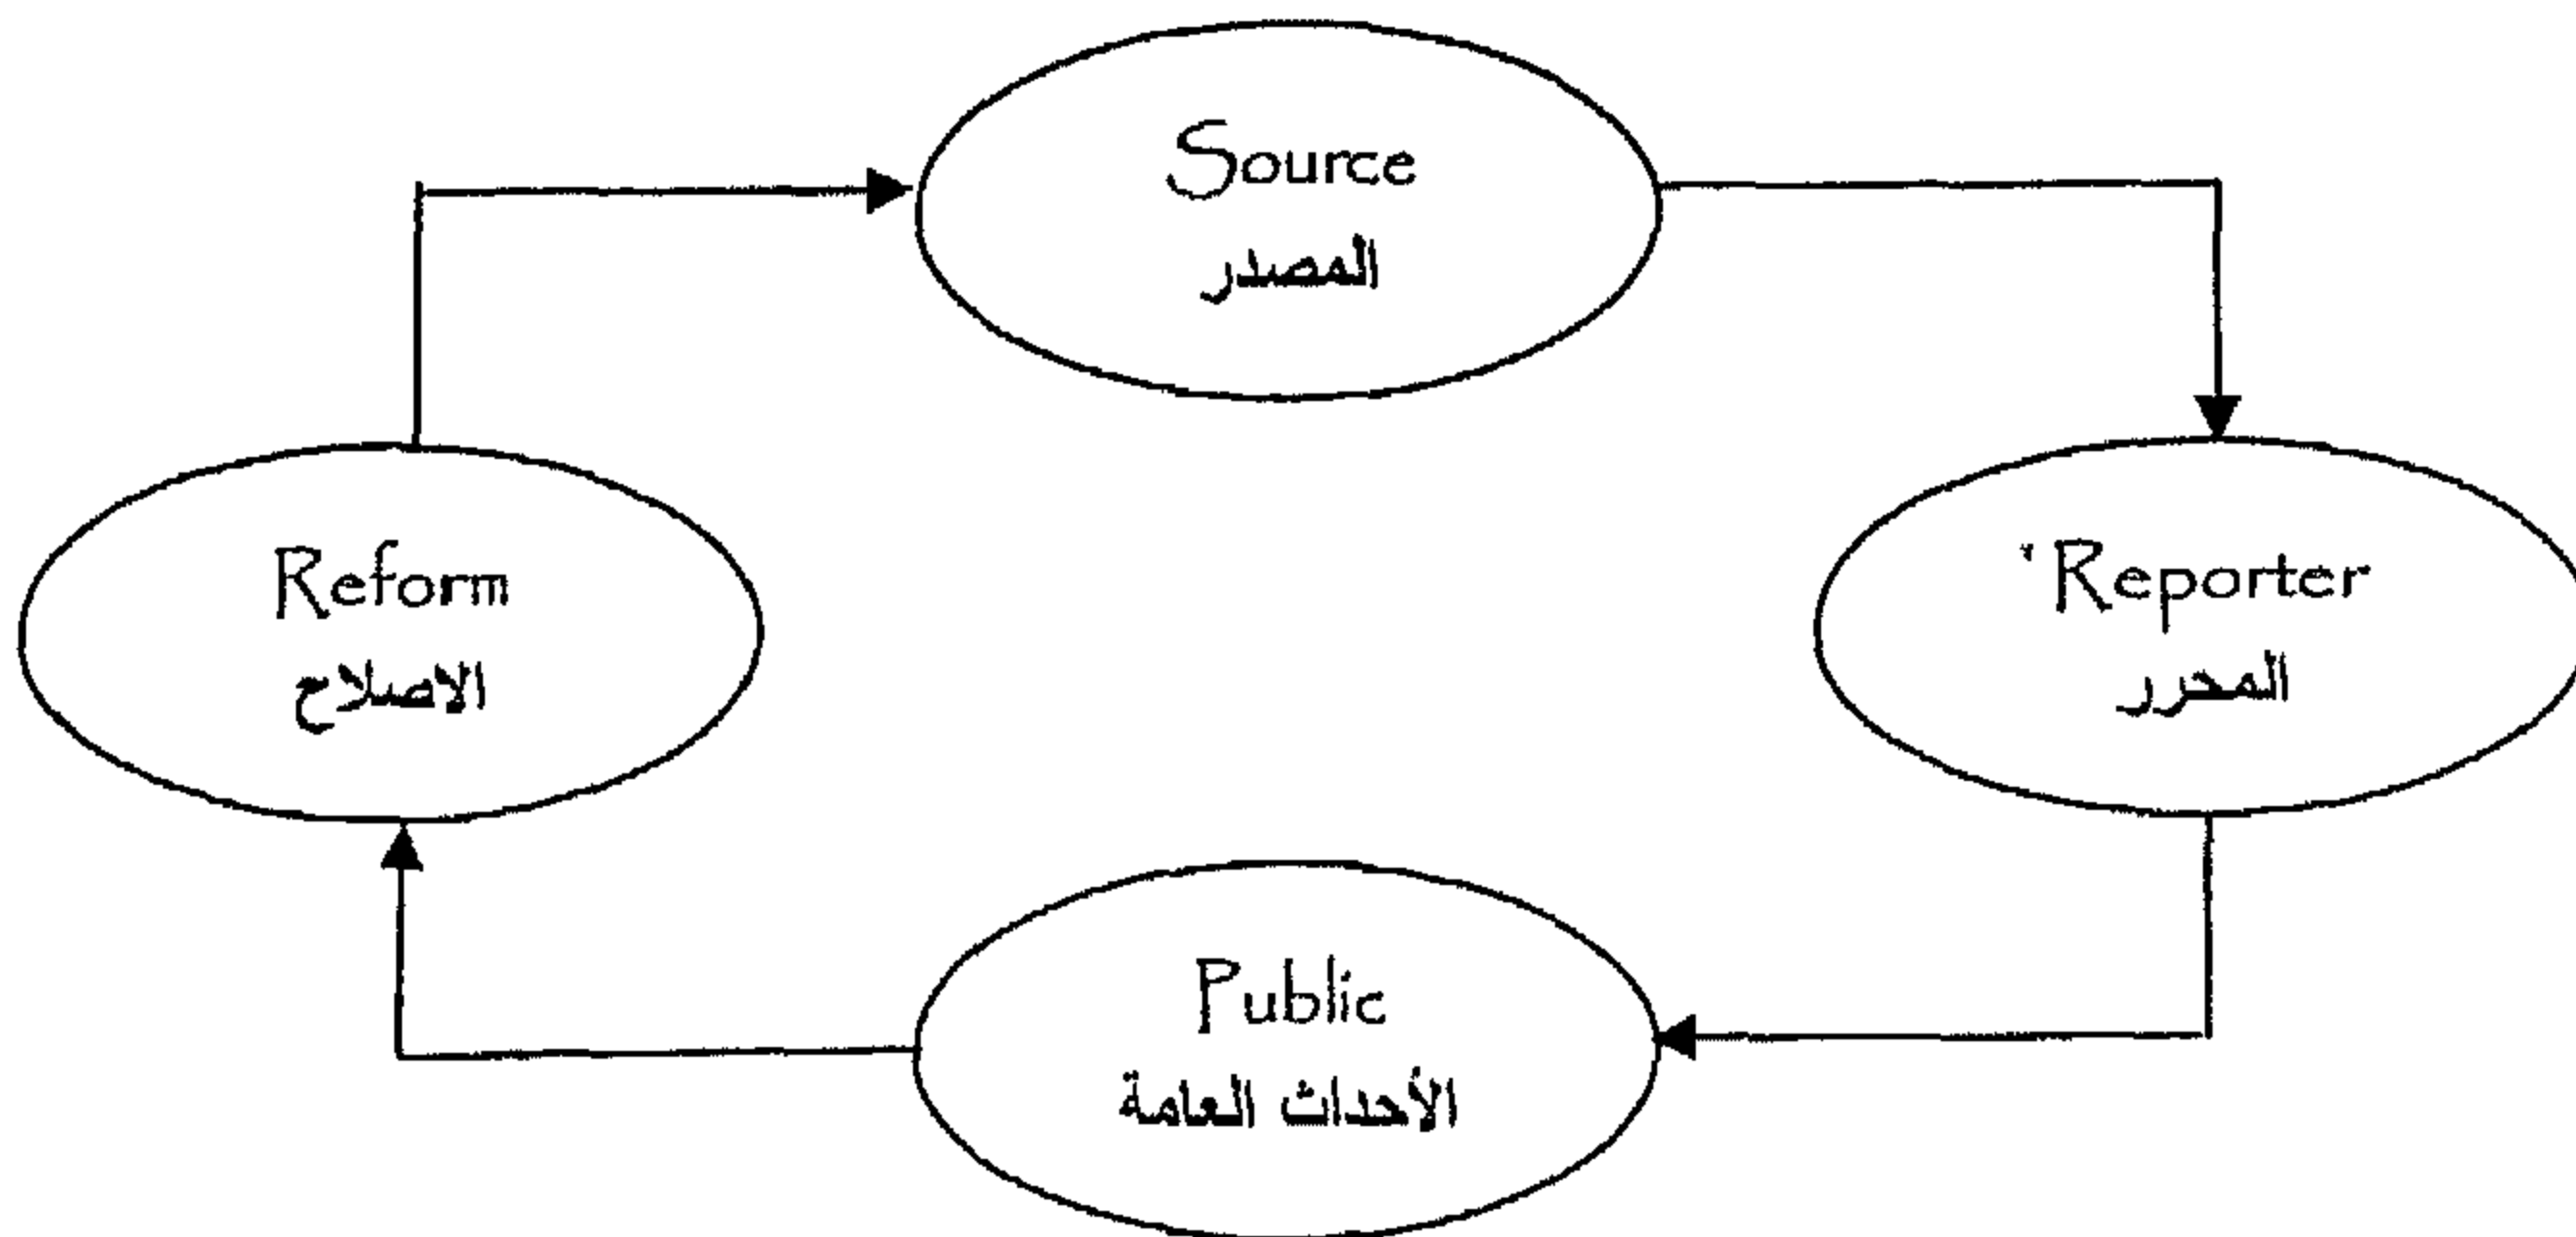 Source
المصدر
Reform
الاصلاح
Reporter
المحرر
Public
الأحداث العامة